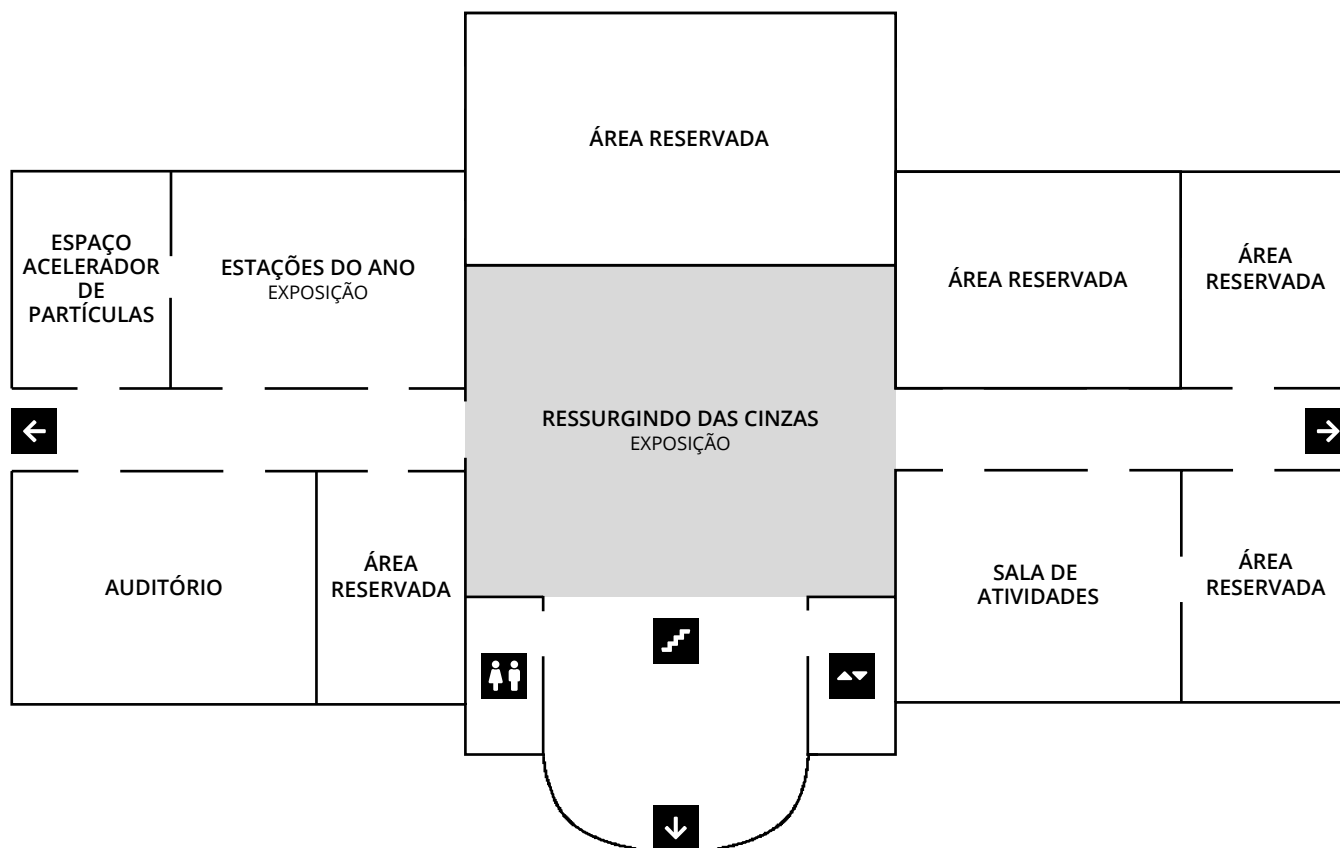 ÁREA RESERVADA
ESPAÇO
ACELERADOR
DE
PARTÍCULAS
ESTAÇÕES DO ANO
EXPOSIÇÃO
ÁREA RESERVADA
ÁREA
RESERVADA
RESSURGINDO DAS CINZAS
EXPOSIÇÃO
AUDITÓRIO
ÁREA
RESERVADA
SALA DE
ATIVIDADES
ÁREA
RESERVADA